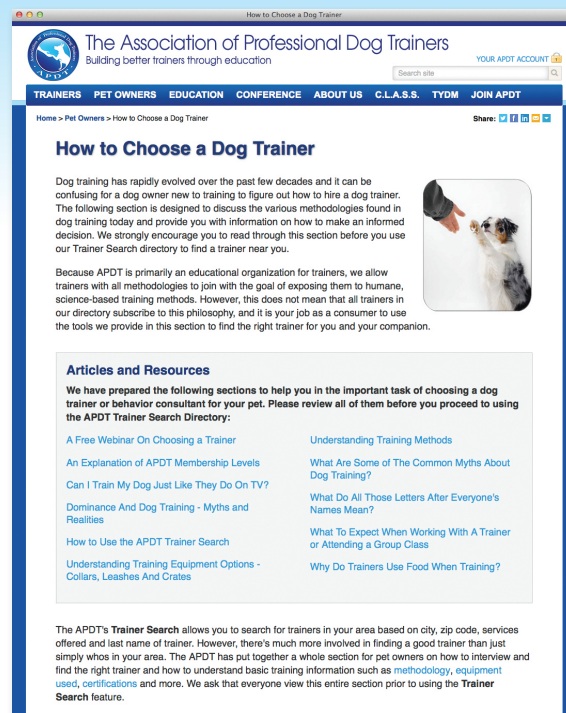 How to Choose a Dog Trainer
The Association of Professional Dog Trainers
Building better trainers through education
YOUR APDT ACCOUNT
Search site
Association of Professional Dog Trainers
APDT
TRAINERS PET OWNERS EDUCATION CONFERENCE ABOUT US C.L.A.S.S. TYDM JOIN APDT
Home > Pet Owners > How to Choose a Dog Trainer
Share:
How to Choose a Dog Trainer
Dog training has rapidly evolved over the past few decades and it can be
confusing for a dog owner new to training to figure out how to hire a dog trainer.
The following section is designed to discuss the various methodologies found in
dog training today and provide you with information on how to make an informed
decision. We strongly encourage you to read through this section before you use
our Trainer Search directory to find a trainer near you.
Because APDT is primarily an educational organization for trainers, we allow
trainers with all methodologies to join with the goal of exposing them to humane,
science-based training methods. However, this does not mean that all trainers in
our directory subscribe to this philosophy, and it is your job as a consumer to use
the tools we provide in this section to find the right trainer for you and your companion.
Articles and Resources
We have prepared the following sections to help you in the important task of choosing a dog
trainer or behavior consultant for your pet. Please review all of them before you proceed to using
the APDT Trainer Search Directory:
A Free Webinar On Choosing a Trainer
An Explanation of APDT Membership Levels
Can I Train My Dog Just Like They Do On TV?
Dominance And Dog Training - Myths and
Realities
How to Use the APDT Trainer Search
Understanding Training Equipment Options -
Collars, Leashes And Crates
Understanding Training Methods
What Are Some of The Common Myths About
Dog Training?
What Do All Those Letters After Everyone's
Names Mean?
What To Expect When Working With A Trainer
or Attending a Group Class
Why Do Trainers Use Food When Training?
The APDT's Trainer Search allows you to search for trainers in your area based on city, zip code, services
offered and last name of trainer. However, there's much more involved in finding a good trainer than just
simply whos in your area. The APDT has put together a whole section for pet owners on how to interview and
find the right trainer and how to understand basic training information such as methodology, equipment
used, certifications and more. We ask that everyone view this entire section prior to using the Trainer
Search feature.